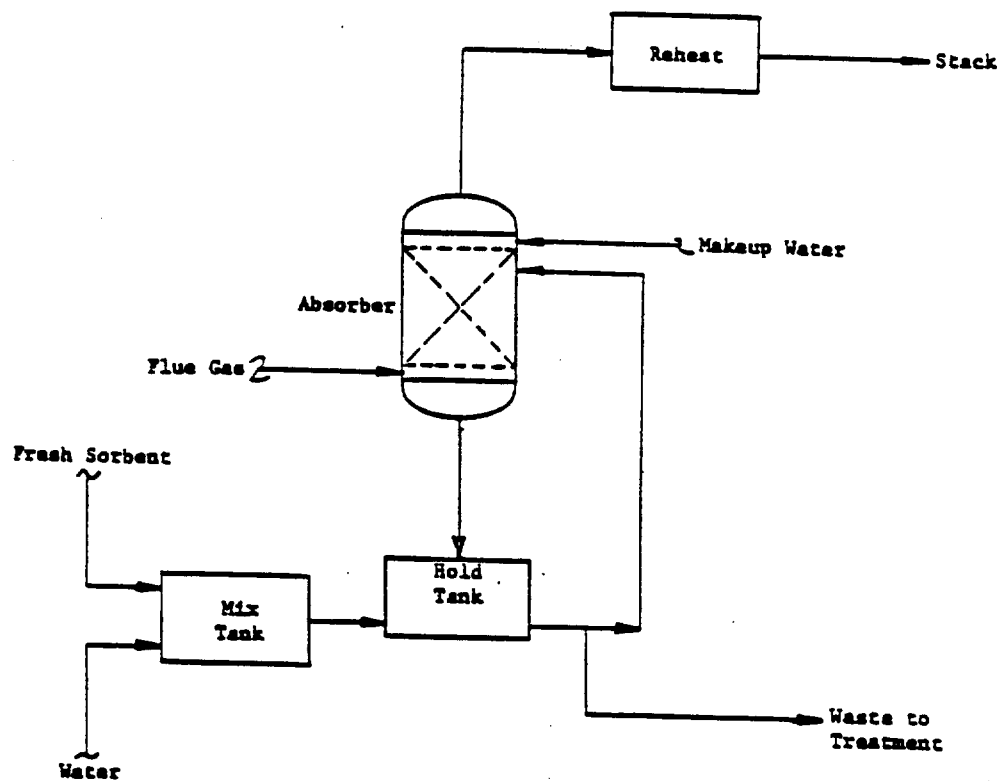 Reheat
Stack
Makeup Water
Absorber
Flue Gas
Fresh Sorbent
Hold
Tank
Mix
Tank
Waste to
Treatment
Water